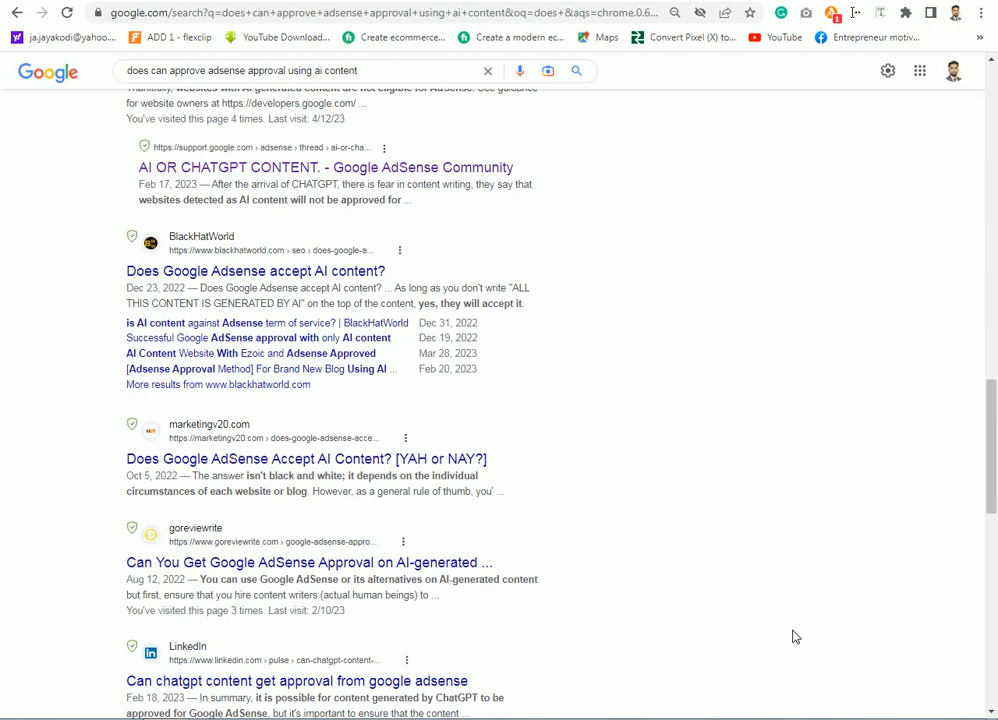 google.com/search?q=does+can+approve+adsense+approval+using+ai+content&oq=does+&aqs=chrome.0.6...
1
ja.jayakodi@yahoo....
ADD 1 - flexclip
YouTube Download...
Create ecommerce...
Create a modern ec...
Maps
Convert Pixel (X) to...
YouTube
Entrepreneur motiv...
»
Google
does can approve adsense approval using ai content
Thankfully, websites with AI generated content are not eligible for AdSense. See guidance
for website owners at https://developers.google.com/ ...
You've visited this page 4 times. Last visit: 4/12/23
https://support.google.com › adsense › thread › ai-or-cha...
AI OR CHATGPT CONTENT. - Google AdSense Community
Feb 17, 2023 — After the arrival of CHATGPT, there is fear in content writing, they say that
websites detected as AI content will not be approved for ...
BlackHatWorld
https://www.blackhatworld.com › seo › does-google-a...
Does Google Adsense accept AI content?
Dec 23, 2022 — Does Google Adsense accept AI content? ... As long as you don't write "ALL
THIS CONTENT IS GENERATED BY AI" on the top of the content, yes, they will accept it.
is AI content against Adsense term of service? | BlackHatWorld Dec 31, 2022
Successful Google AdSense approval with only AI content Dec 19, 2022
AI Content Website With Ezoic and Adsense Approved Mar 28, 2023
[Adsense Approval Method] For Brand New Blog Using AI ... Feb 20, 2023
More results from www.blackhatworld.com
marketingv20.com
https://marketingv20.com › does-google-adsense-acce...
Does Google AdSense Accept AI Content? [YAH or NAY?]
Oct 5, 2022 — The answer isn't black and white; it depends on the individual
circumstances of each website or blog. However, as a general rule of thumb, you' ...
goreviewrite
https://www.goreviewrite.com › google-adsense-appro...
Can You Get Google AdSense Approval on AI-generated ...
Aug 12, 2022 — You can use Google AdSense or its alternatives on AI-generated content
but first, ensure that you hire content writers (actual human beings) to ...
You've visited this page 3 times. Last visit: 2/10/23
LinkedIn
https://www.linkedin.com › pulse › can-chatgpt-content-...
Can chatgpt content get approval from google adsense
Feb 18, 2023 — In summary, it is possible for content generated by ChatGPT to be
approved for Google AdSense, but it's important to ensure that the content ...